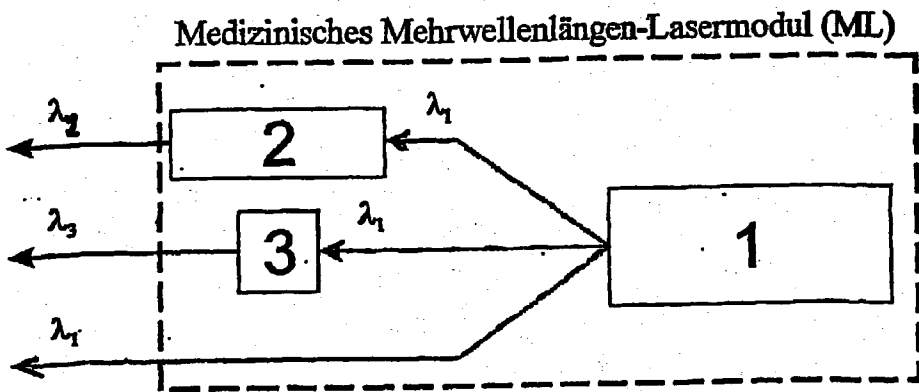 Medizinisches Mehrwellenlängen-Lasermodul (ML)
λ₂ λ₁
2
λ₃ λ₁
3 1
λ₁